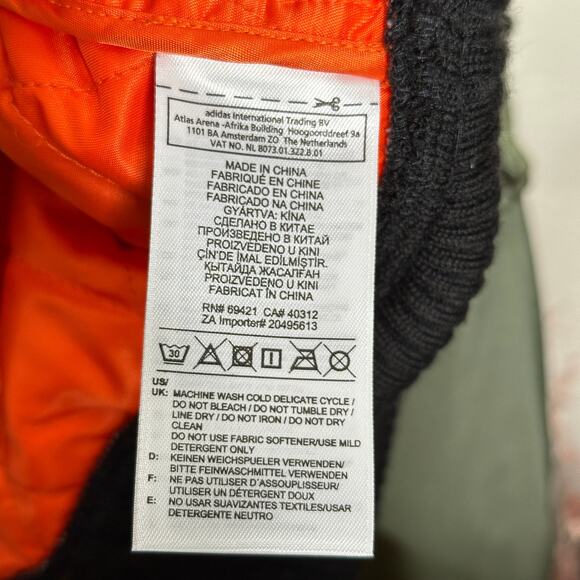 adidas International Trading BV
Atlas Arena -Afrika Building Hoogoorddreef 9a
1101 BA Amsterdam ZO The Netherlands
VAT NO. NL 8073.01.322.B.01
MADE IN CHINA
FABRIQUÉ EN CHINE
FABRICADO EN CHINA
FABRICADO NA CHINA
GYÁRTVA: KÍNA
СДЕЛАНО В КИТАЕ
ПРОИЗВЕДЕНО В КИТАЙ
PROIZVEDENO U KINI
ÇİN'DE İMAL EDİLMİŞTİR.
ҚЫТАЙДА ЖАСАЛҒАН
PROIZVEDENO U KINI
FABRICAT ÎN CHINA
RN# 69421 CA# 40312
ZA Importer# 20495613
30
US/
UK: MACHINE WASH COLD DELICATE CYCLE /
DO NOT BLEACH / DO NOT TUMBLE DRY /
LINE DRY / DO NOT IRON / DO NOT DRY
CLEAN
DO NOT USE FABRIC SOFTENER/USE MILD
DETERGENT ONLY
D: KEINEN WEICHSPUELER VERWENDEN/
BITTE FEINWASCHMITTEL VERWENDEN
F: NE PAS UTILISER D'ASSOUPLISEUR/
UTILISER UN DÉTERGENT DOUX
E: NO USAR SUAVIZANTES TEXTILES/USAR
DETERGENTE NEUTRO